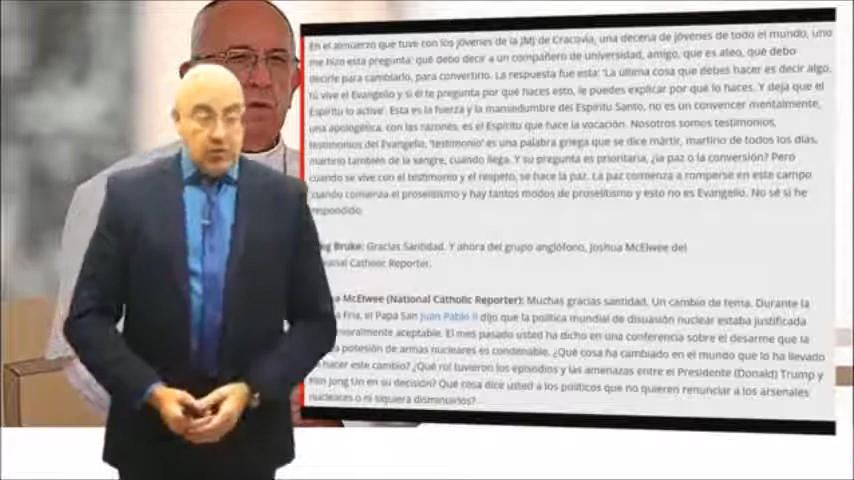 En el almuerzo que tuve con los jóvenes de la JMJ de Cracovia, una decena de jóvenes de todo el mundo, uno
me hizo esta pregunta: qué debo decir a un compañero de universidad, amigo, que es ateo, qué debo
decirle para cambiarlo, para convertirlo. La respuesta fue esta: 'La última cosa que debes hacer es decir algo,
tú vive el Evangelio y si él te pregunta por qué haces esto, le puedes explicar por qué lo haces. Y deja que el
Espíritu lo active'. Esta es la fuerza y la mansedumbre del Espíritu Santo, no es un convencer mentalmente,
una apologética, con las razones, es el Espíritu que hace la vocación. Nosotros somos testimonios,
testimonios del Evangelio, 'testimonio' es una palabra griega que se dice mártir, martirio de todos los días,
martirio también de la sangre, cuando llega. Y su pregunta es prioritaria, ¿la paz o la conversión? Pero
cuando se vive con el testimonio y el respeto, se hace la paz. La paz comienza a romperse en este campo
cuando comienza el proselitismo y hay tantos modos de proselitismo y esto no es Evangelio. No sé si he
respondido
eg Bruke: Gracias Santidad. Y ahora del grupo anglófono, Joshua McElwee del
onal Catholic Reporter.
a McElwee (National Catholic Reporter): Muchas gracias santidad. Un cambio de tema. Durante la
a Fría, el Papa San Juan Pablo II dijo que la política mundial de disuasión nuclear estaba justificada
moralmente aceptable. El mes pasado usted ha dicho en una conferencia sobre el desarme que la
a potesión de armas nucleares es condenable. ¿Qué cosa ha cambiado en el mundo que lo ha llevado
a hacer este cambio? ¿Qué rol tuvieron los episodios y las amenazas entre el Presidente (Donald) Trump y
Kim Jong Un en su decisión? Qué cosa dice usted a los políticos que no quieren renunciar a los arsenales
nucleares o ni siquiera disminuirlos?